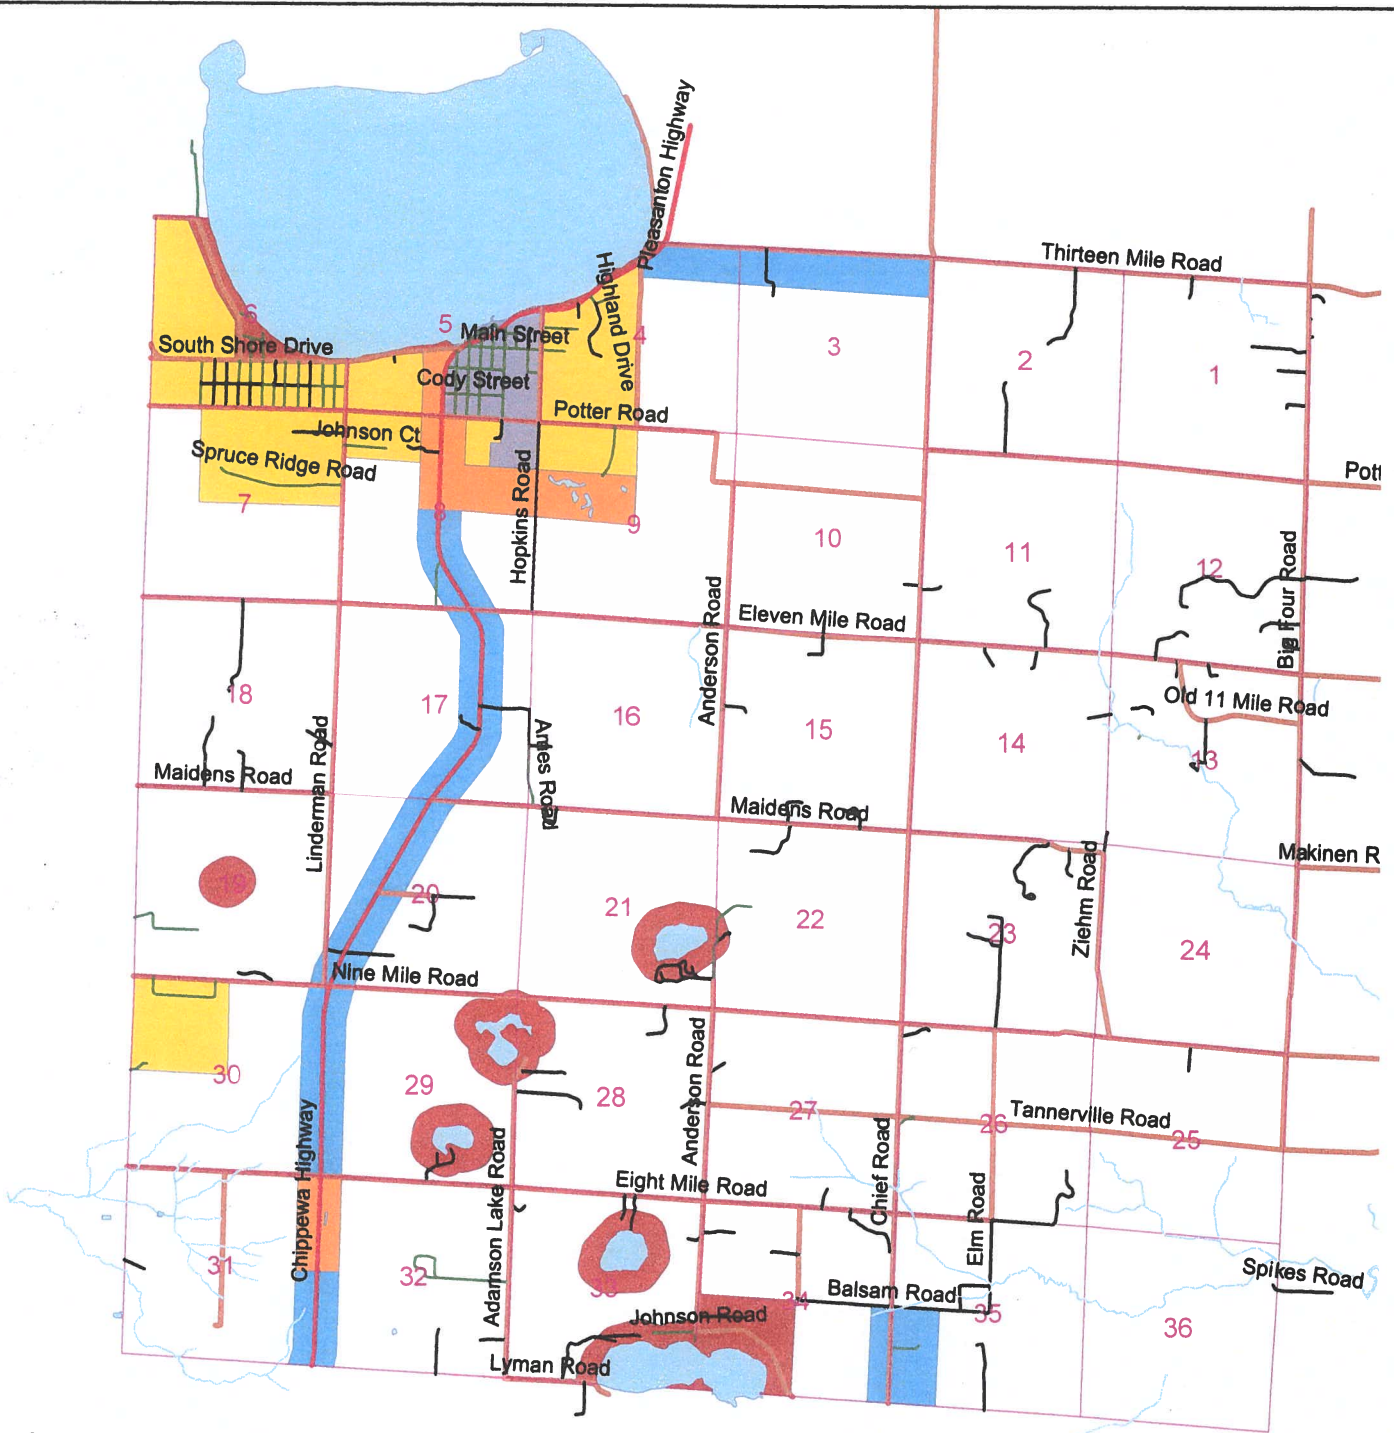 Pleasanton Highway
Thirteen Mile Road
Highland Drive
6
5
Main Street
4
3
2
1
South Shore Drive
Cody Street
Potter Road
Johnson Ct
Spruce Ridge Road
7
8
Hopkins Road
9
10
11
12
Big Four Road
Pott
Anderson Road
Eleven Mile Road
18
17
16
15
14
Old 11 Mile Road
13
Maidens Road
Linderman Road
Ames Road
Maidens Road
Makinen R
19
20
21
22
Ziehm Road
23
24
Nine Mile Road
30
29
28
Anderson Road
27
26
Tannerville Road
25
Chippewa Highway
Adamson Lake Road
Eight Mile Road
Chief Road
Elm Road
31
32
33
34
Balsam Road
35
Spikes Road
36
Johnson Road
Lyman Road